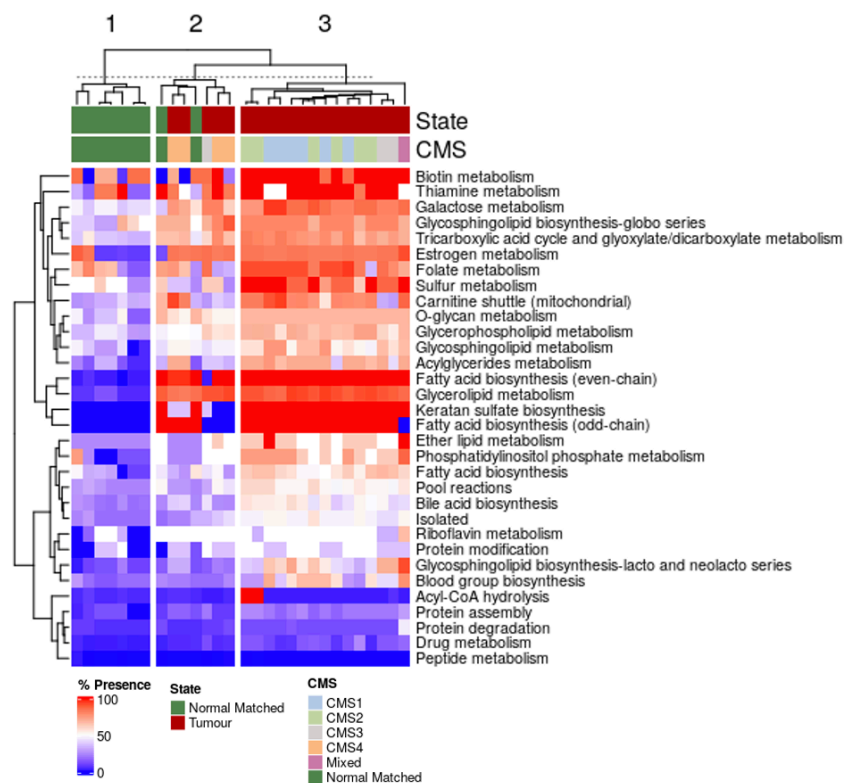 1 2 3
State
CMS
Biotin metabolism
Thiamine metabolism
Galactose metabolism
Glycosphingolipid biosynthesis-globo series
Tricarboxylic acid cycle and glyoxylate/dicarboxylate metabolism
Estrogen metabolism
Folate metabolism
Sulfur metabolism
Carnitine shuttle (mitochondrial)
O-glycan metabolism
Glycerophospholipid metabolism
Glycosphingolipid metabolism
Acylglycerides metabolism
Fatty acid biosynthesis (even-chain)
Glycerolipid metabolism
Keratan sulfate biosynthesis
Fatty acid biosynthesis (odd-chain)
Ether lipid metabolism
Phosphatidylinositol phosphate metabolism
Fatty acid biosynthesis
Pool reactions
Bile acid biosynthesis
Isolated
Riboflavin metabolism
Protein modification
Glycosphingolipid biosynthesis-lacto and neolacto series
Blood group biosynthesis
Acyl-CoA hydrolysis
Protein assembly
Protein degradation
Drug metabolism
Peptide metabolism
% Presence
100
50
0
State
Normal Matched
Tumour
CMS
CMS1
CMS2
CMS3
CMS4
Mixed
Normal Matched